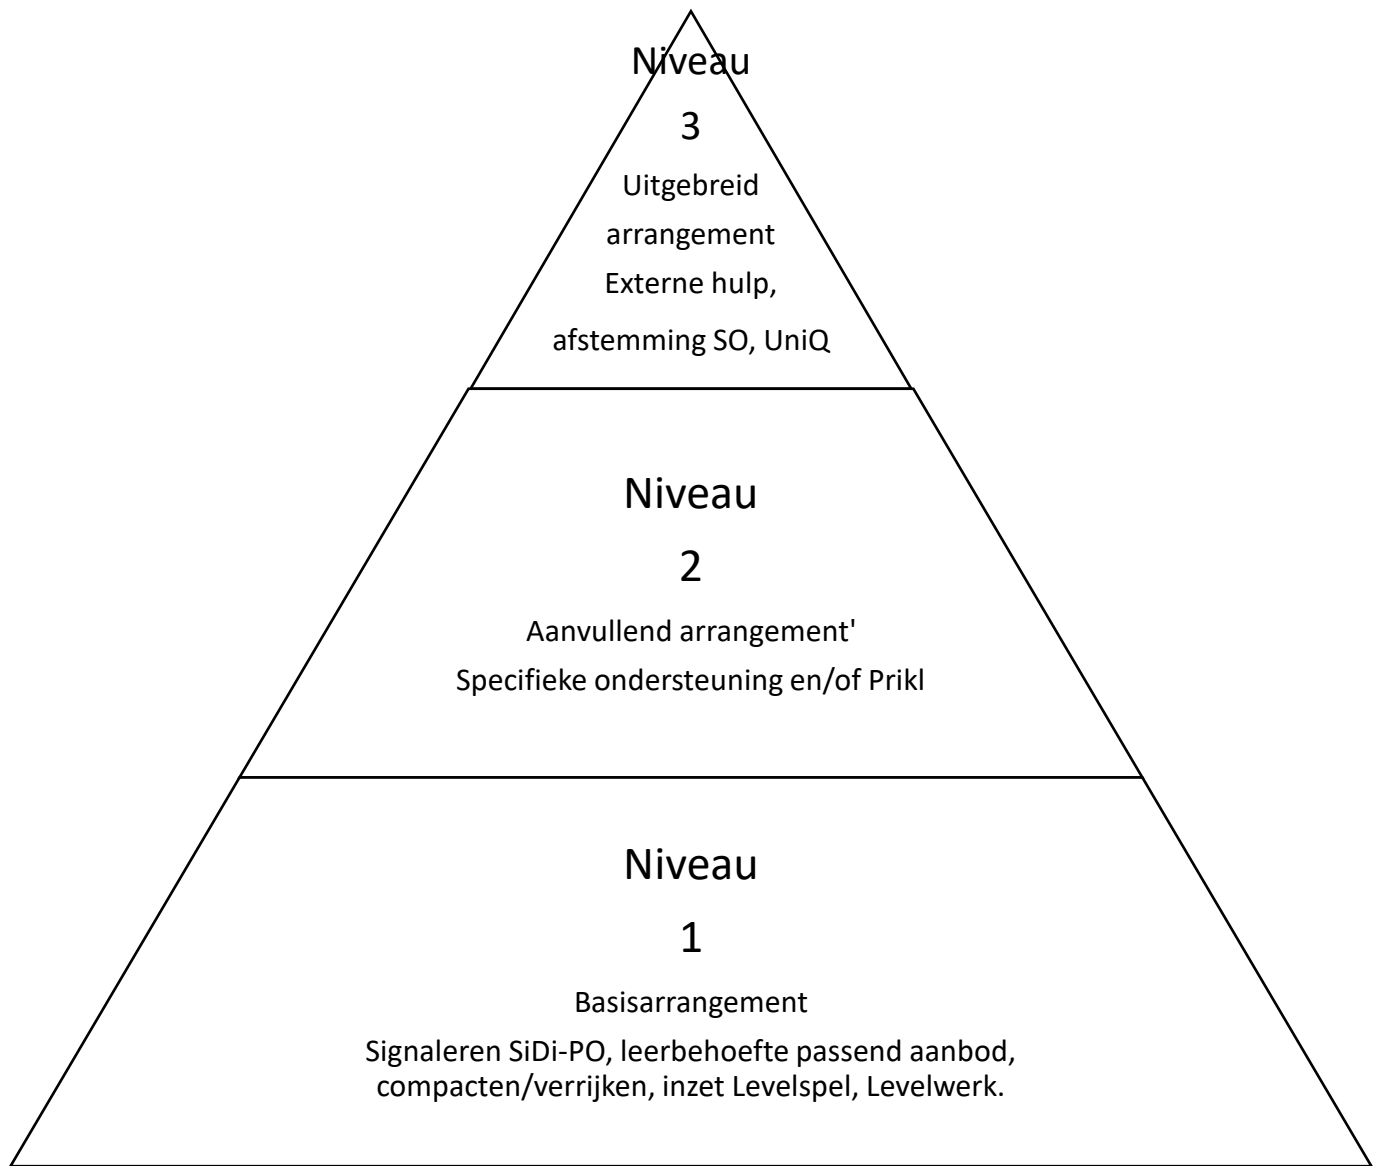 Niveau
3
Uitgebreid
arrangement
Externe hulp,
afstemming SO, UniQ
Niveau
2
Aanvullend arrangement'
Specifieke ondersteuning en/of Prikl
Niveau
1
Basisarrangement
Signaleren SiDi-PO, leerbehoefte passend aanbod,
compacten/verrijken, inzet Levelspel, Levelwerk.